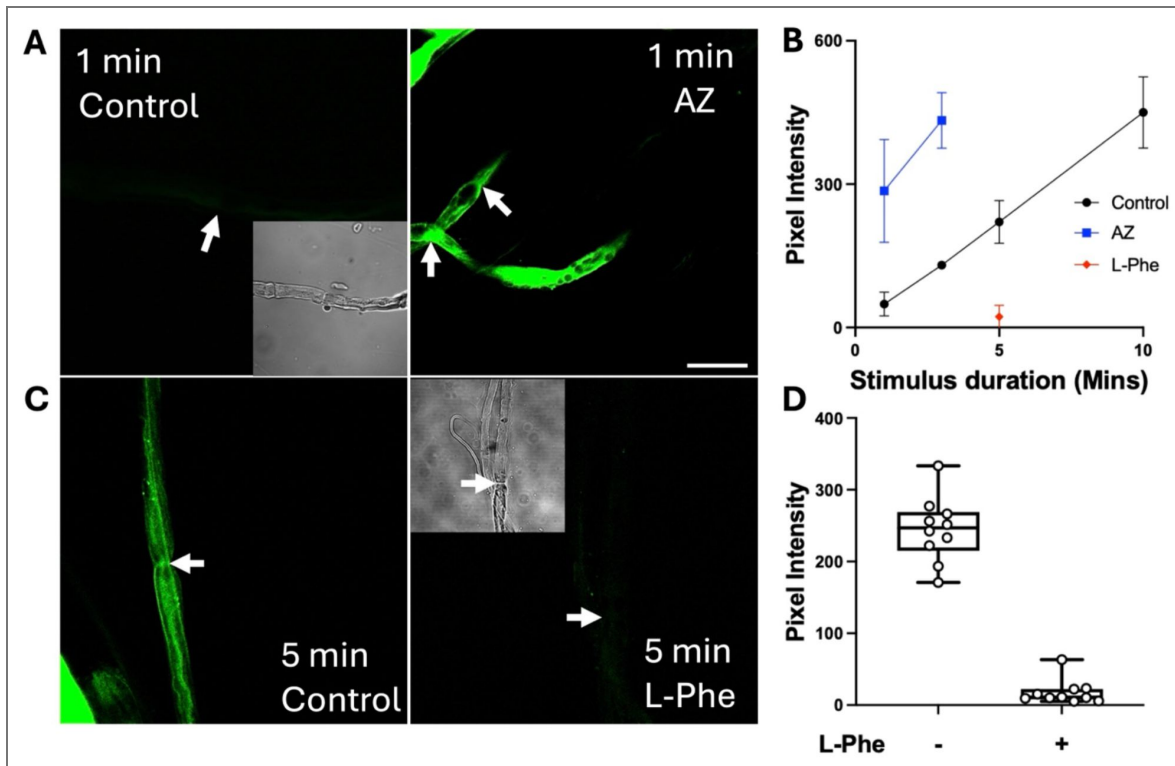 A
1 min
Control
1 min
AZ
B
600
300
0
Pixel Intensity
Control
AZ
L-Phe
0
5
10
Stimulus duration (Mins)
C
5 min
Control
5 min
L-Phe
D
400
300
200
100
0
Pixel Intensity
L-Phe - +